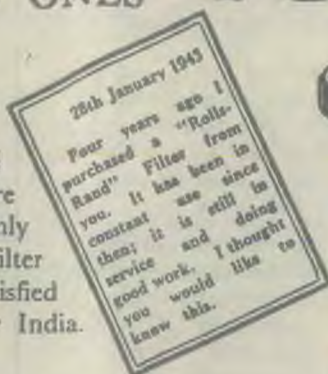 ONES
28th January 1943
Four years ago I
purchased a "Rolls-
Rand" Filter from
you. It has been in
constant use since
then; it is still in
service and doing
good work. I thought
you would like to
know this.
re
nly
ilter
isfied
India.